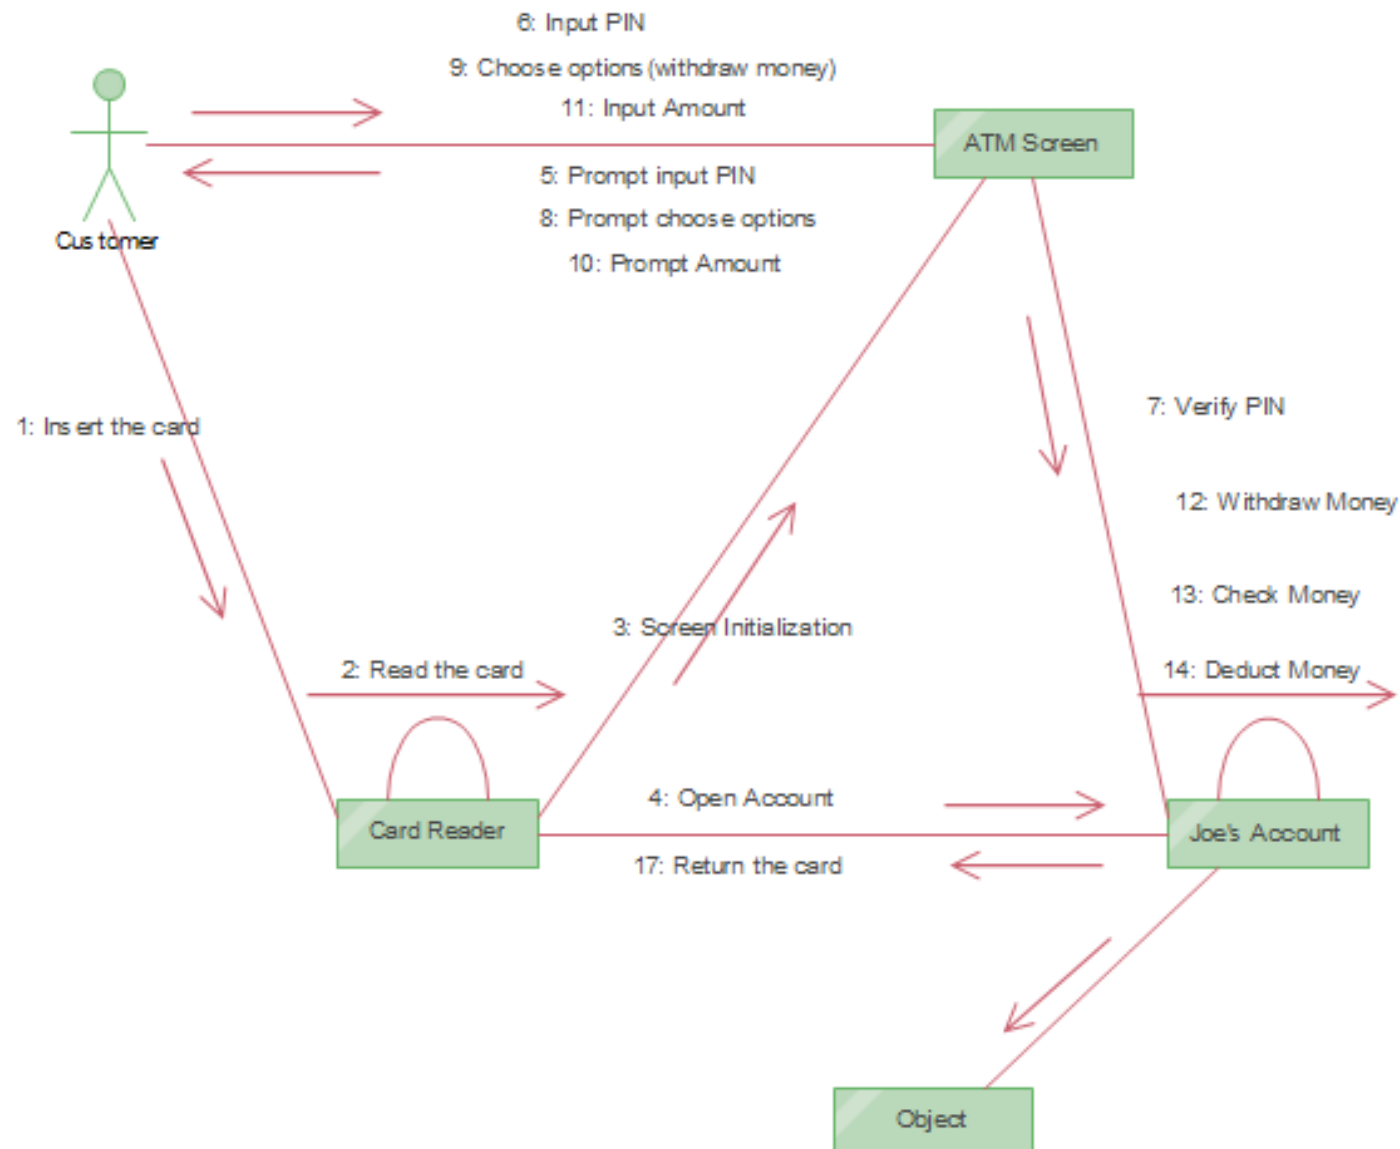 6: Input PIN
9: Choose options (withdraw money)
11: Input Amount
ATM Screen
5: Prompt input PIN
8: Prompt choose options
10: Prompt Amount
Customer
1: Insert the card
7: Verify PIN
12: Withdraw Money
13: Check Money
3: Screen Initialization
2: Read the card
14: Deduct Money
4: Open Account
Card Reader
Joe's Account
17: Return the card
Object